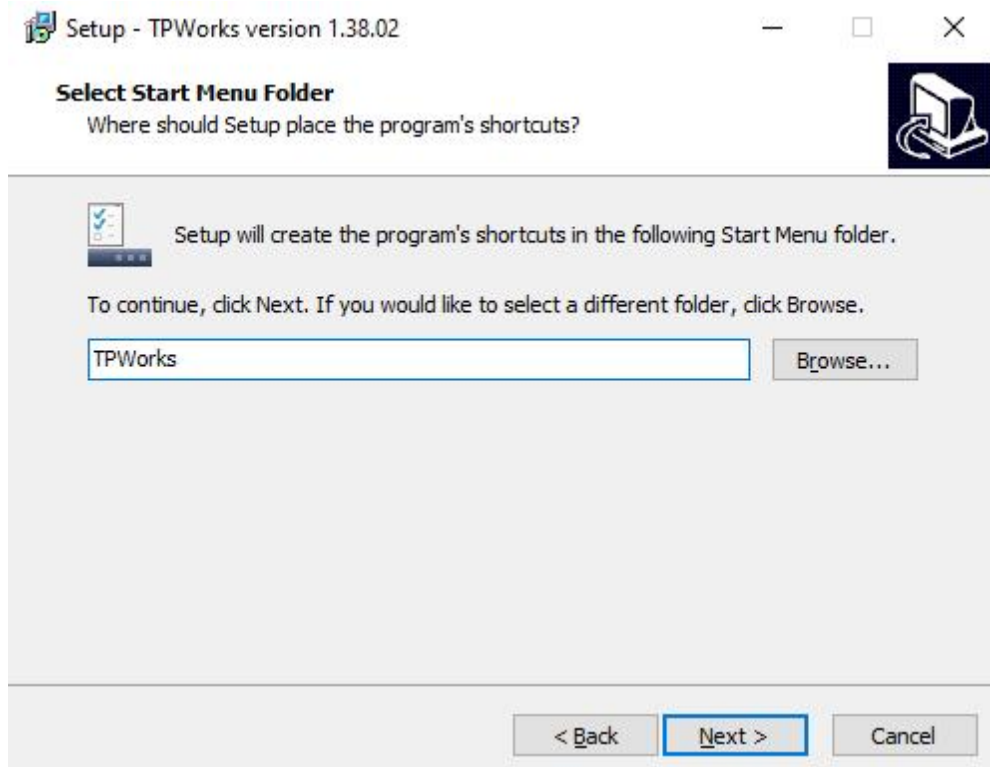 Setup - TPWorks version 1.38.02
Select Start Menu Folder
Where should Setup place the program's shortcuts?
Setup will create the program's shortcuts in the following Start Menu folder.
To continue, click Next. If you would like to select a different folder, click Browse.
TPWorks
Browse...
< Back
Next >
Cancel